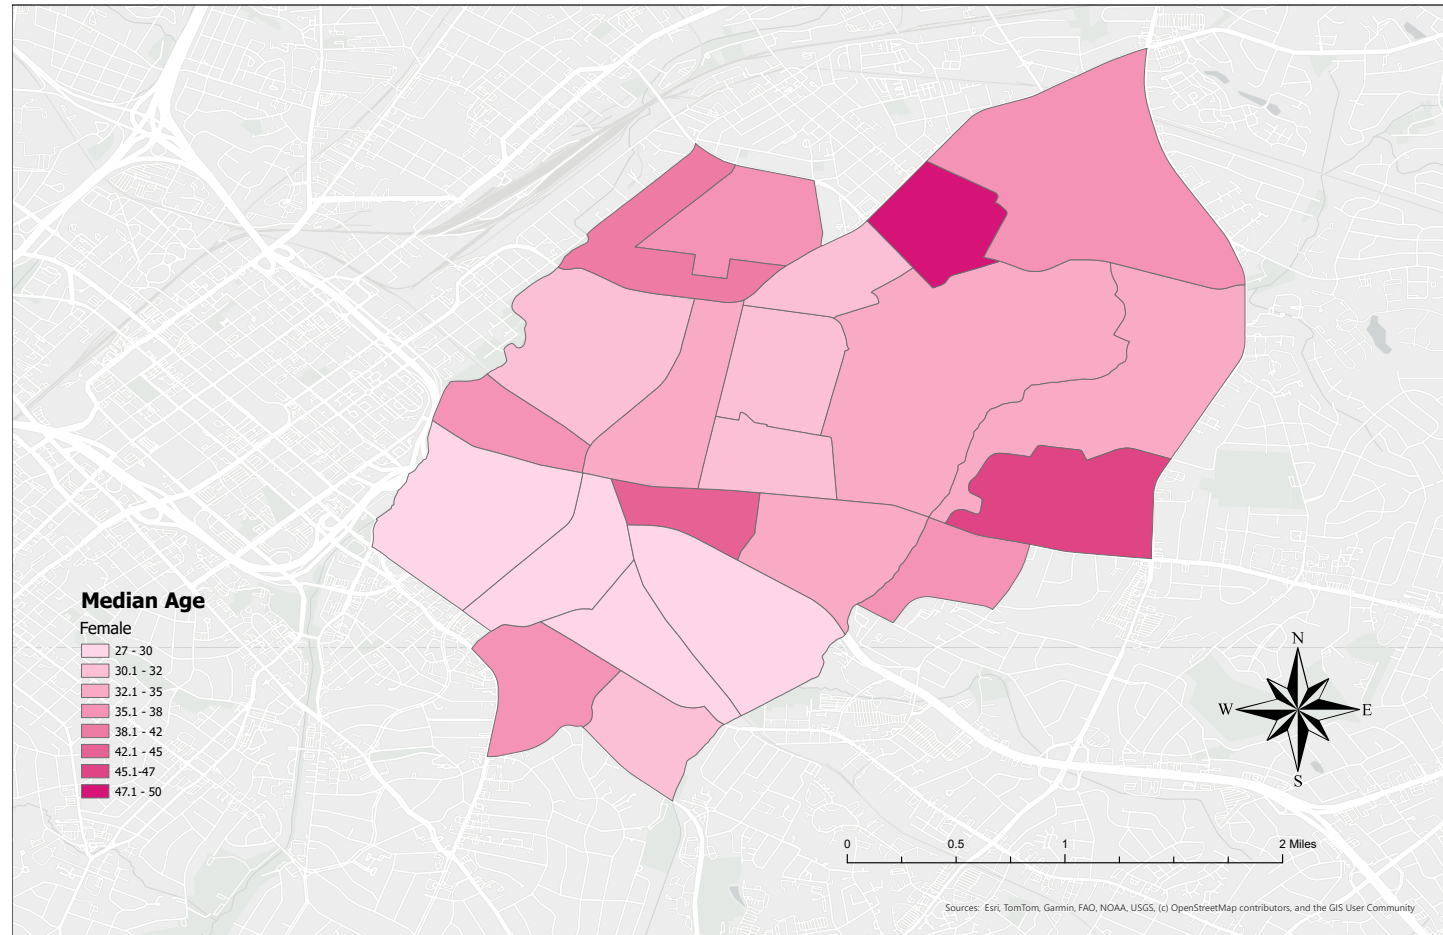 Median Age
Female
27 - 30
30.1 - 32
32.1 - 35
35.1 - 38
38.1 - 42
42.1 - 45
45.1-47
47.1 - 50
N
W E
S
0 0.5 1 2 Miles
Sources: Esri, TomTom, Garmin, FAO, NOAA, USGS, (c) OpenStreetMap contributors, and the GIS User Community